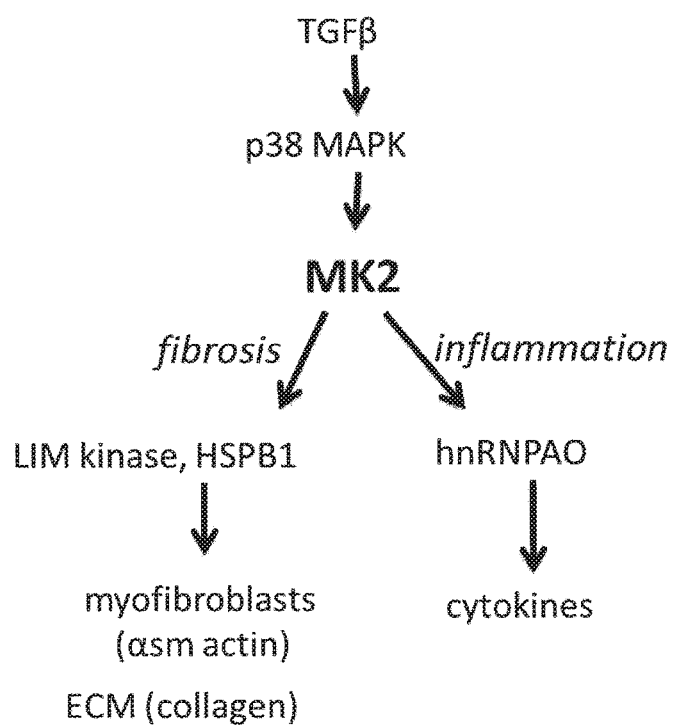 TGFβ
p38 MAPK
MK2
fibrosis
inflammation
LIM kinase, HSPB1
hnRNPAO
myofibroblasts
(αsm actin)
cytokines
ECM (collagen)